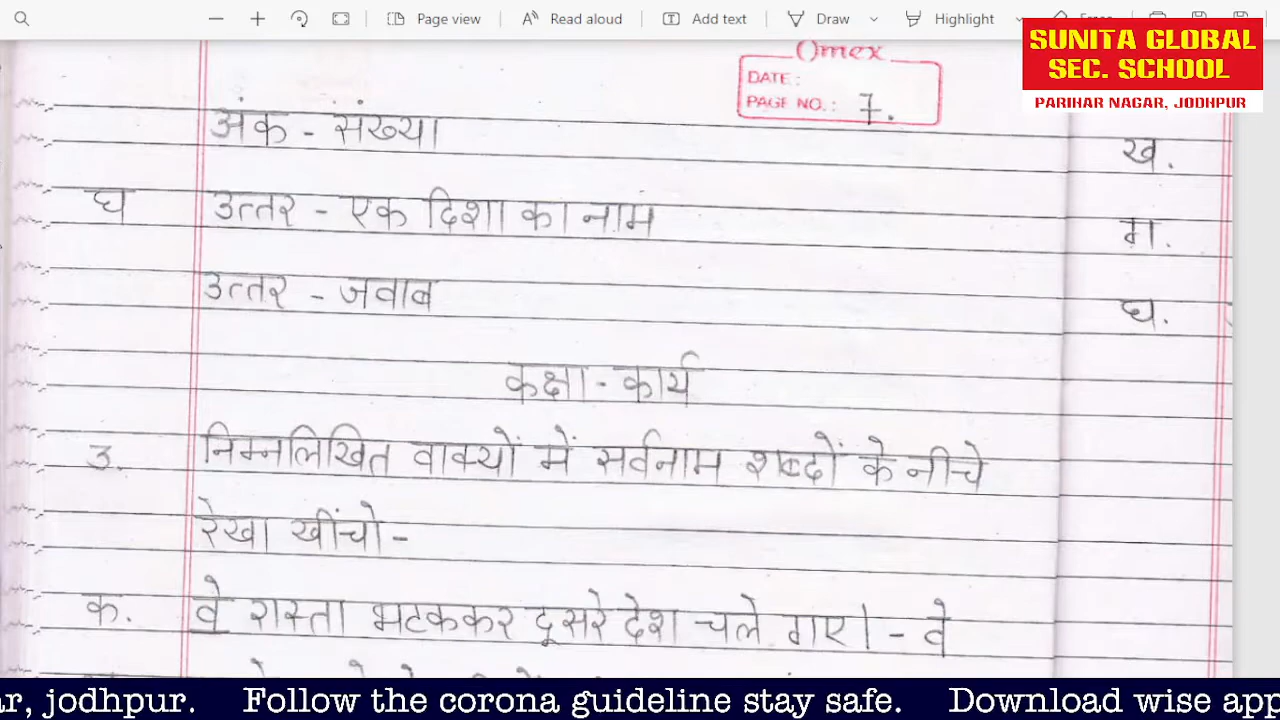 Page view
Read aloud
Add text
Draw
Highlight
SUNITA GLOBAL
SEC. SCHOOL
PARIHAR NAGAR, JODHPUR
Omex
DATE :
PAGE NO. : 7.
अंक - संख्या
ख.
घ उत्तर - एक दिशा का नाम
ग.
उत्तर - जवाब
घ.
कक्षा - कार्य
3. निम्नलिखित वाक्यों में सर्वनाम शब्दों के नीचे
रेखा खींचो -
क. वे रास्ता भटककर दूसरे देश चले गए। - वे
ar, jodhpur. Follow the corona guideline stay safe. Download wise app